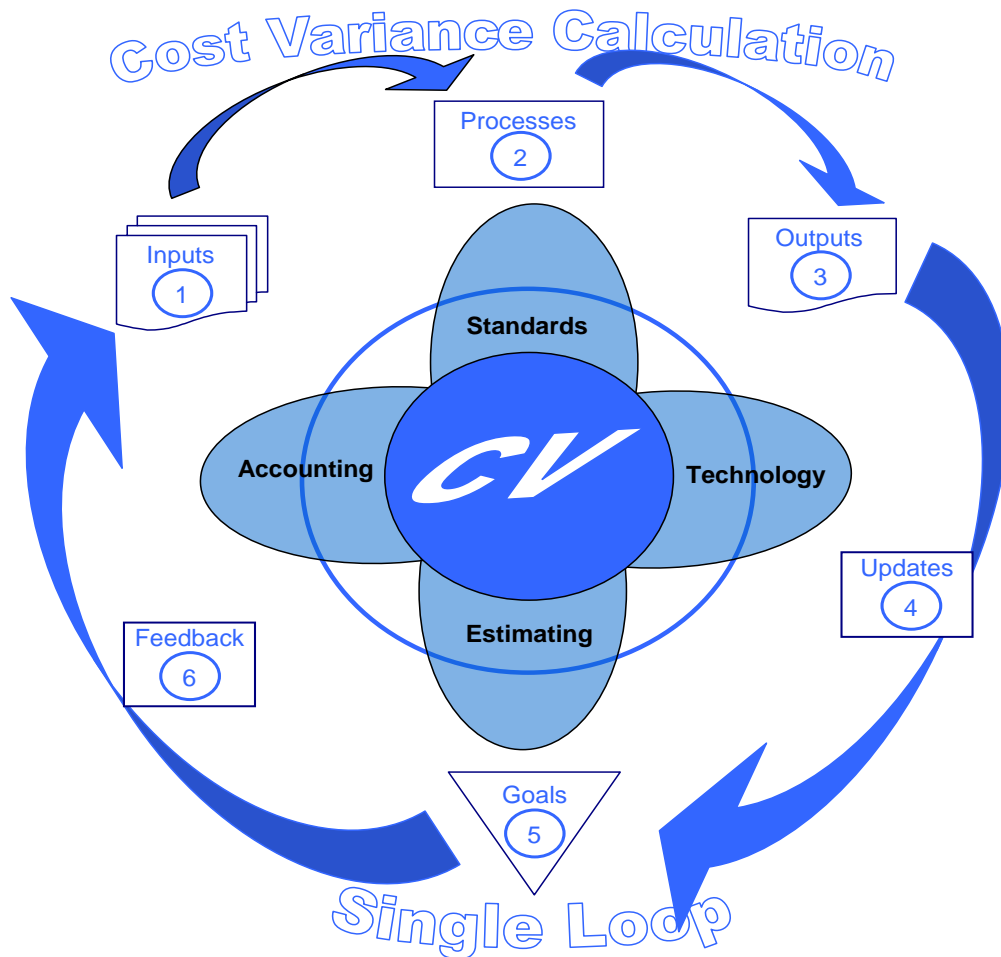 Cost Variance Calculation
Processes
2
Inputs
1
Outputs
3
Standards
CV
Accounting
Technology
Updates
4
Estimating
Feedback
6
Goals
5
Single Loop